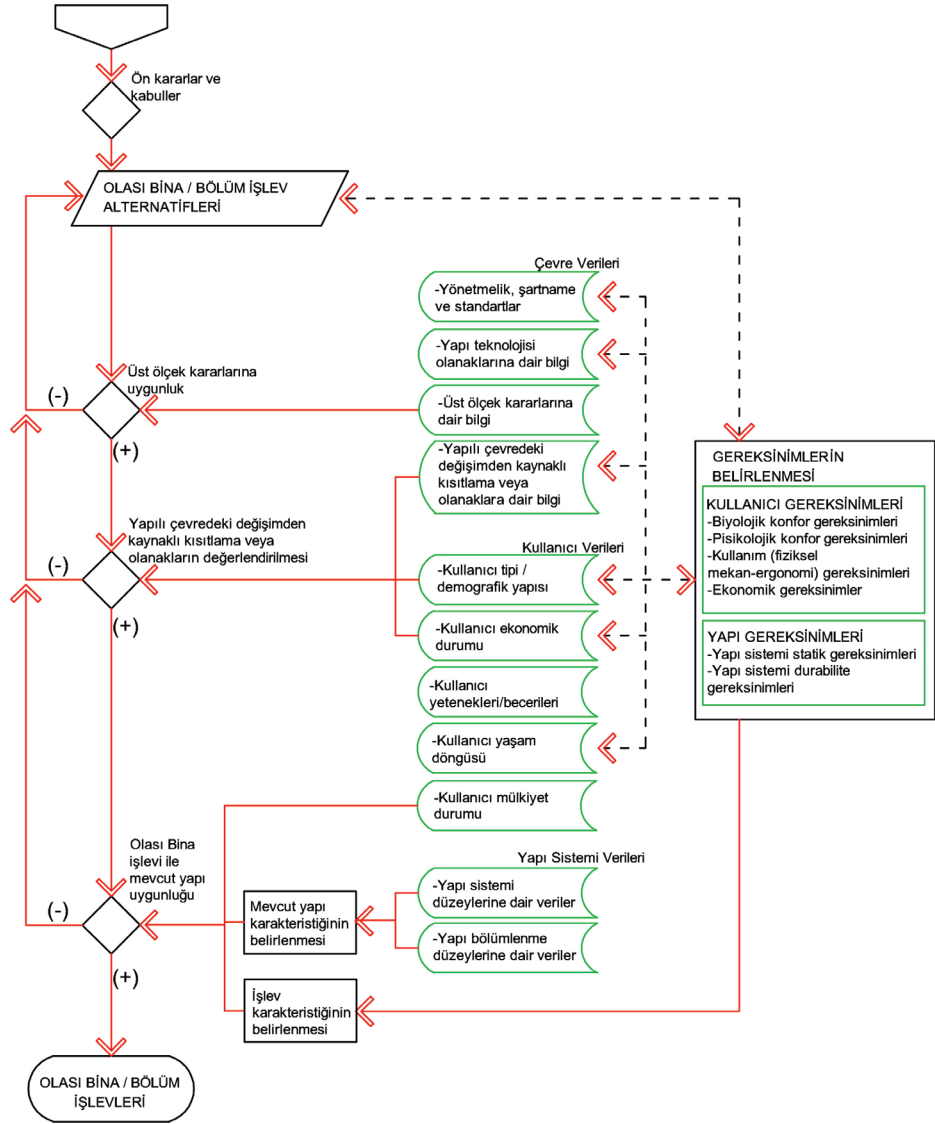 Ön kararlar ve
kabuller
OLASI BİNA / BÖLÜM İŞLEV
ALTERNATİFLERİ
Çevre Verileri
-Yönetmelik, şartname
ve standartlar
-Yapı teknolojisi
olanaklarına dair bilgi
Üst ölçek kararlarına
uygunluk
(-)
(+)
-Üst ölçek kararlarına
dair bilgi
-Yapılı çevredeki
değişimden kaynaklı
kısıtlama veya
olanaklara dair bilgi
GEREKSİNİMLERİN
BELİRLENMESİ
KULLANICI GEREKSİNİMLERİ
-Biyolojik konfor gereksinimleri
-Pisikolojik konfor gereksinimleri
-Kullanım (fiziksel
mekan-ergonomi) gereksinimleri
-Ekonomik gereksinimler
YAPI GEREKSİNİMLERİ
-Yapı sistemi statik gereksinimleri
-Yapı sistemi durabilite
gereksinimleri
Yapılı çevredeki değişimden
kaynaklı kısıtlama veya
olanakların değerlendirilmesi
(-)
(+)
Kullanıcı Verileri
-Kullanıcı tipi /
demografik yapısı
-Kullanıcı ekonomik
durumu
-Kullanıcı
yetenekleri/becerileri
-Kullanıcı yaşam
döngüsü
-Kullanıcı mülkiyet
durumu
Olası Bina
işlevi ile
mevcut yapı
uygunluğu
(-)
(+)
Yapı Sistemi Verileri
-Yapı sistemi
düzeylerine dair veriler
-Yapı bölümlenme
düzeylerine dair veriler
Mevcut yapı
karakteristiğinin
belirlenmesi
İşlev
karakteristiğinin
belirlenmesi
OLASI BİNA / BÖLÜM
İŞLEVLERİ